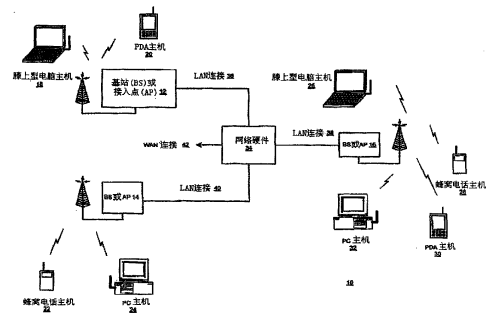 PDA主机
20
膝上型电脑主机
18
基站(BS)或
接入点(AP) 12
LAN连接 36
膝上型电脑主机
26
WAN连接 42
网络硬件
34
LAN连接 38
BS或AP 16
BS或AP 14
LAN连接 40
蜂窝电话主机
28
PC 主机
32
PDA主机
30
蜂窝电话主机
22
PC 主机
24
10